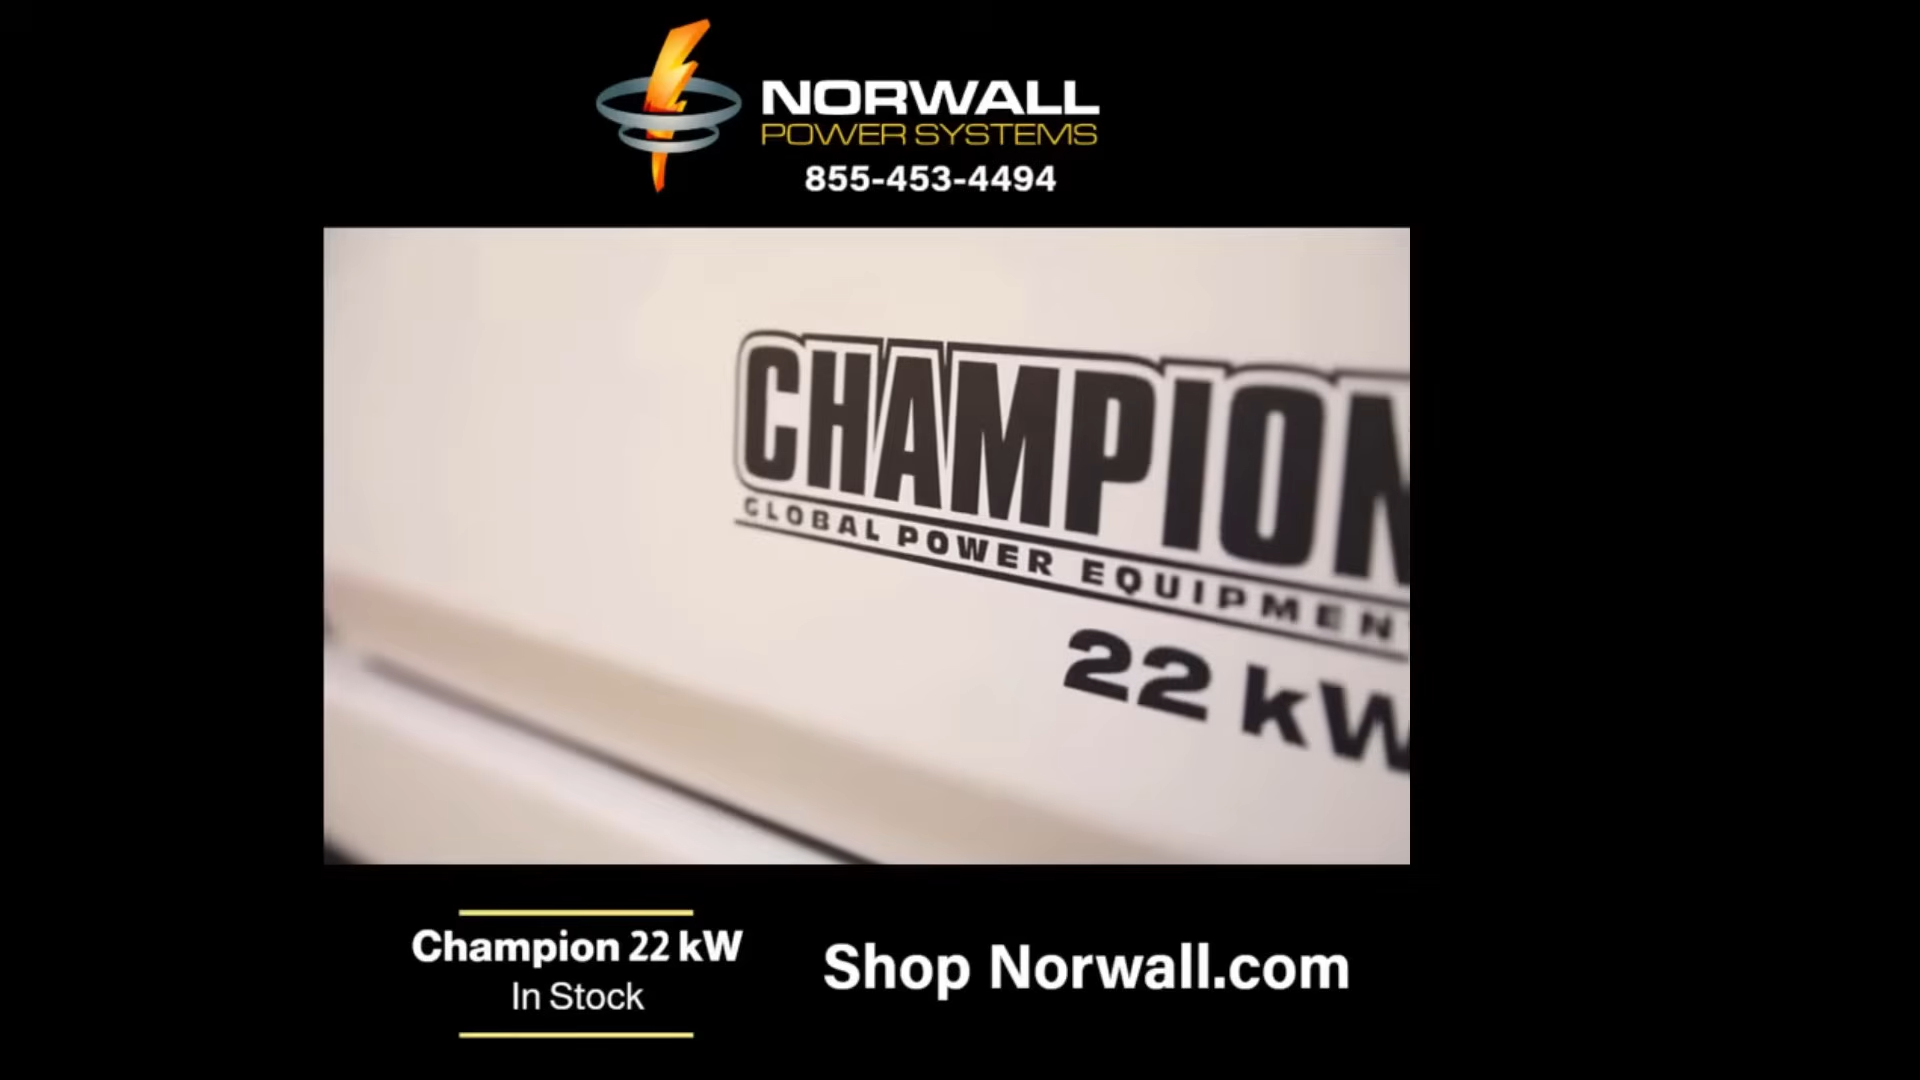 NORWALL
POWER SYSTEMS
855-453-4494
CHAMPION
GLOBAL POWER EQUIPMENT
22 kW
Champion 22 kW
In Stock
Shop Norwall.com